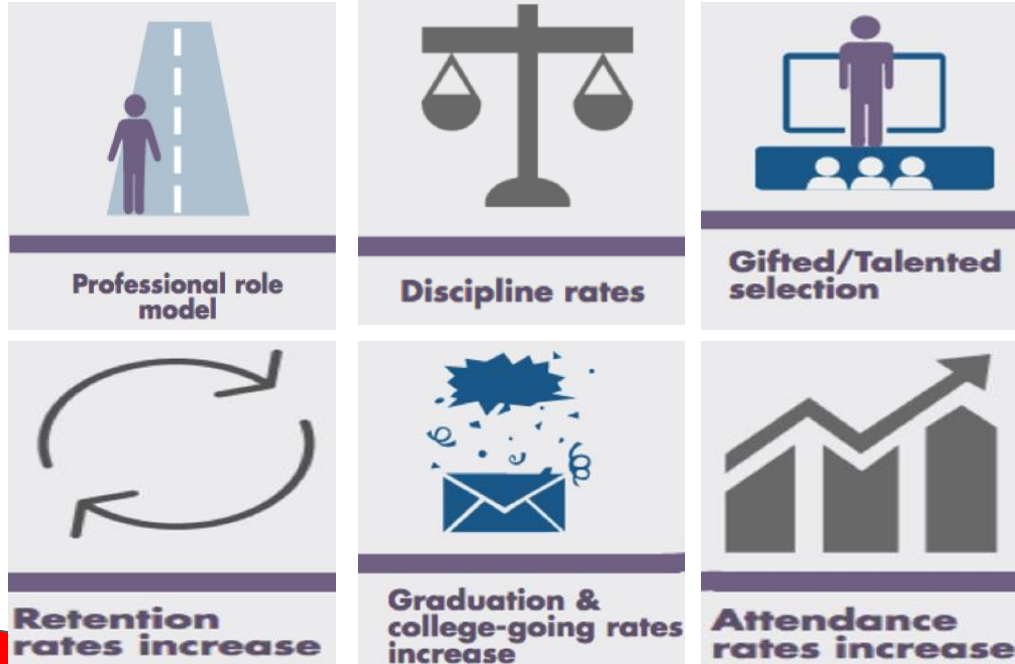 Professional role
model
Discipline rates
Gifted/Talented
selection
Retention
rates increase
Graduation &
college-going rates
increase
Attendance
rates increase